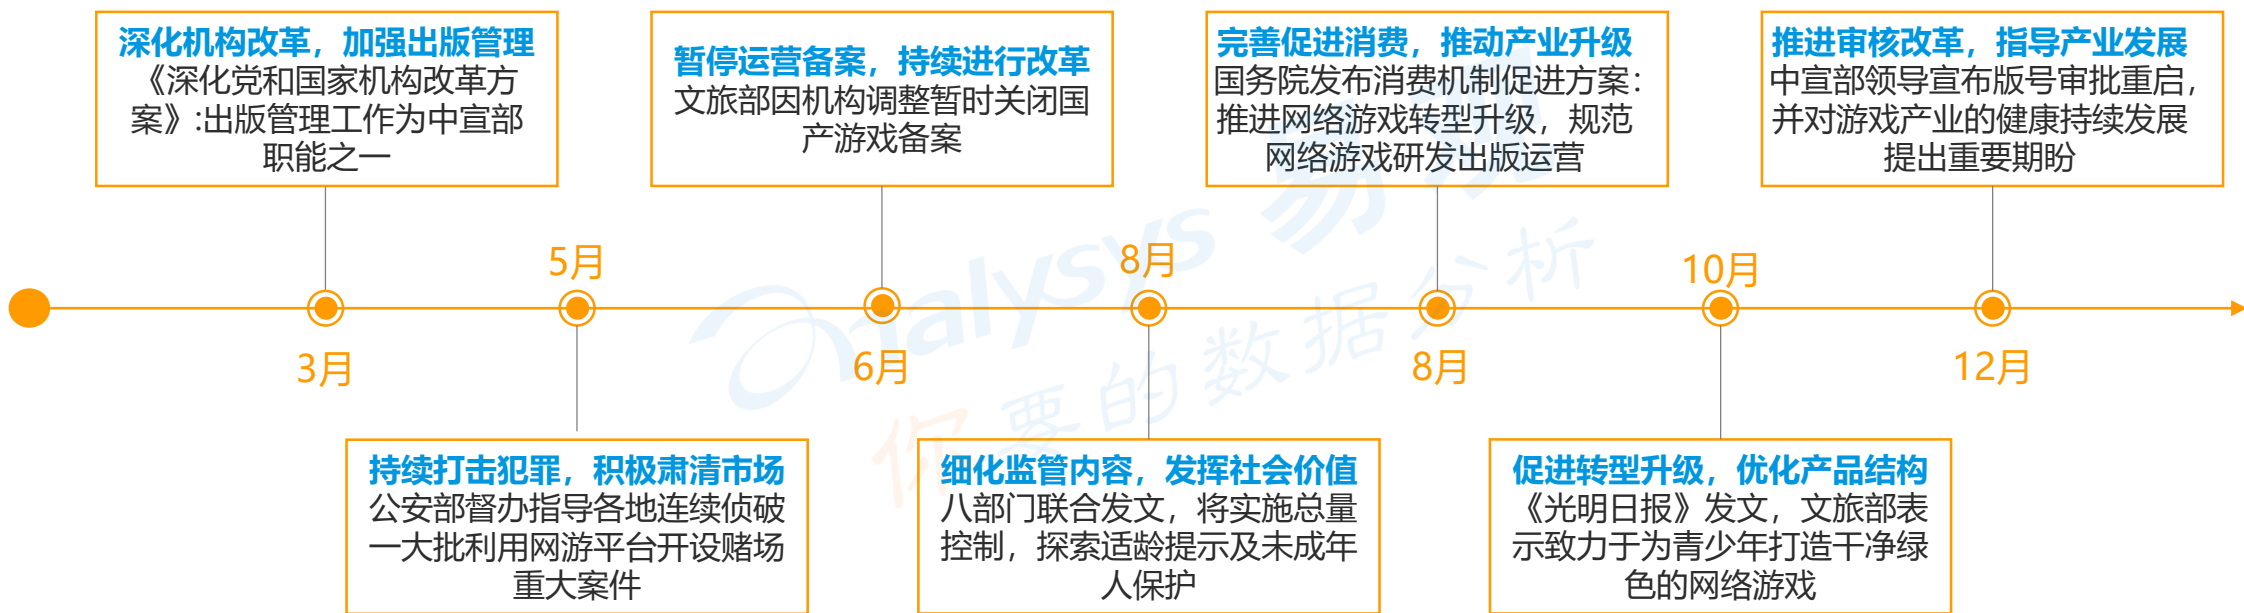 深化机构改革，加强出版管理
《深化党和国家机构改革方
案》:出版管理工作为中宣部
职能之一
暂停运营备案，持续进行改革
文旅部因机构调整暂时关闭国
产游戏备案
完善促进消费，推动产业升级
国务院发布消费机制促进方案：
推进网络游戏转型升级，规范
网络游戏研发出版运营
推进审核改革，指导产业发展
中宣部领导宣布版号审批重启，
并对游戏产业的健康持续发展
提出重要期盼
3月
5月
6月
8月
8月
10月
12月
持续打击犯罪，积极肃清市场
公安部督办指导各地连续侦破
一大批利用网游平台开设赌场
重大案件
细化监管内容，发挥社会价值
八部门联合发文，将实施总量
控制，探索适龄提示及未成年
人保护
促进转型升级，优化产品结构
《光明日报》发文，文旅部表
示致力于为青少年打造干净绿
色的网络游戏
analysys 易观
你要的数据分析